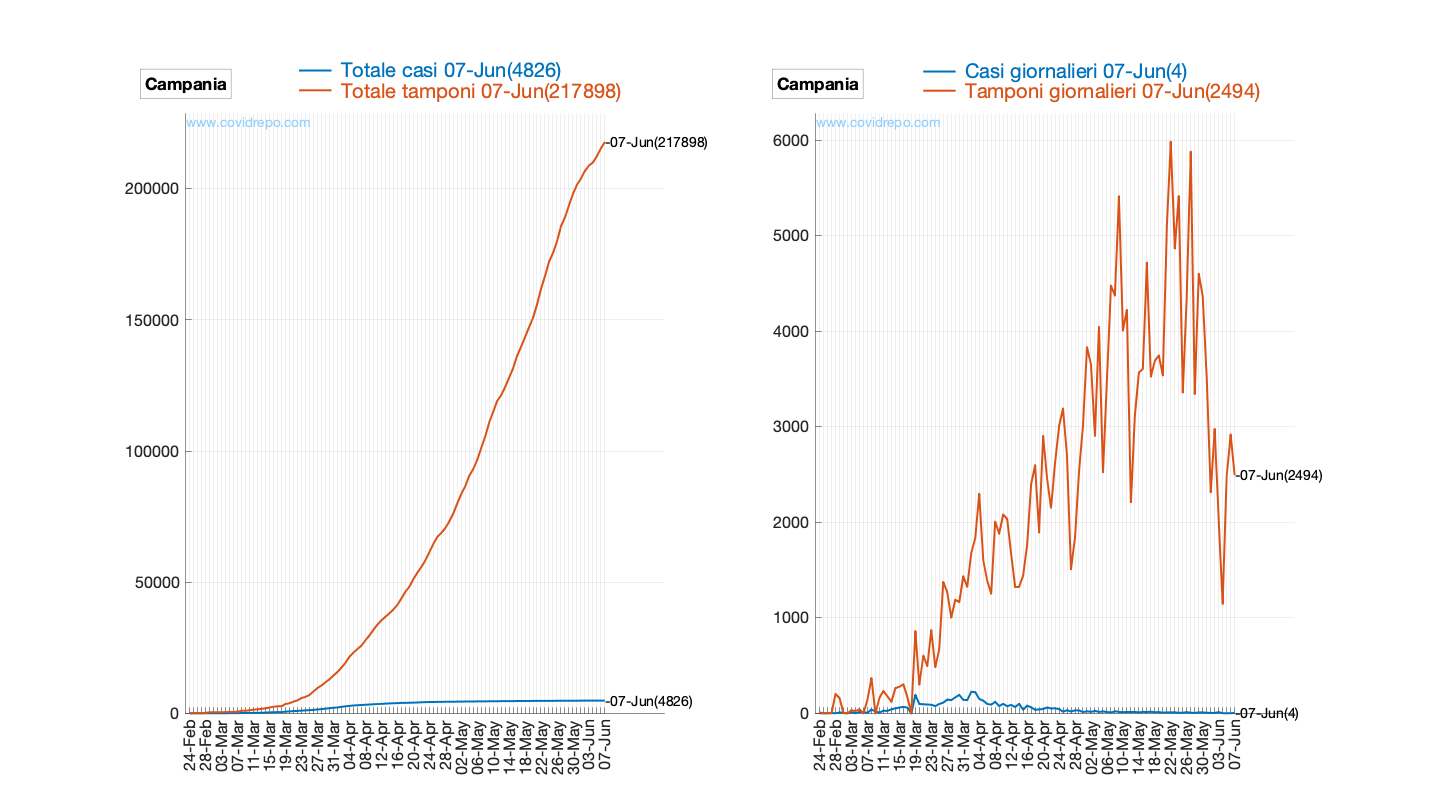 Campania
Totale casi 07-Jun(4826)
Totale tamponi 07-Jun(217898)
www.covidrepo.com
07-Jun(217898)
200000
150000
100000
50000
0
07-Jun(4826)
24-Feb
28-Feb
03-Mar
07-Mar
11-Mar
15-Mar
19-Mar
23-Mar
27-Mar
31-Mar
04-Apr
08-Apr
12-Apr
16-Apr
20-Apr
24-Apr
28-Apr
02-May
06-May
10-May
14-May
18-May
22-May
26-May
30-May
03-Jun
07-Jun
Campania
Casi giornalieri 07-Jun(4)
Tamponi giornalieri 07-Jun(2494)
www.covidrepo.com
6000
5000
4000
3000
2000
1000
0
07-Jun(2494)
07-Jun(4)
24-Feb
28-Feb
03-Mar
07-Mar
11-Mar
15-Mar
19-Mar
23-Mar
27-Mar
31-Mar
04-Apr
08-Apr
12-Apr
16-Apr
20-Apr
24-Apr
28-Apr
02-May
06-May
10-May
14-May
18-May
22-May
26-May
30-May
03-Jun
07-Jun